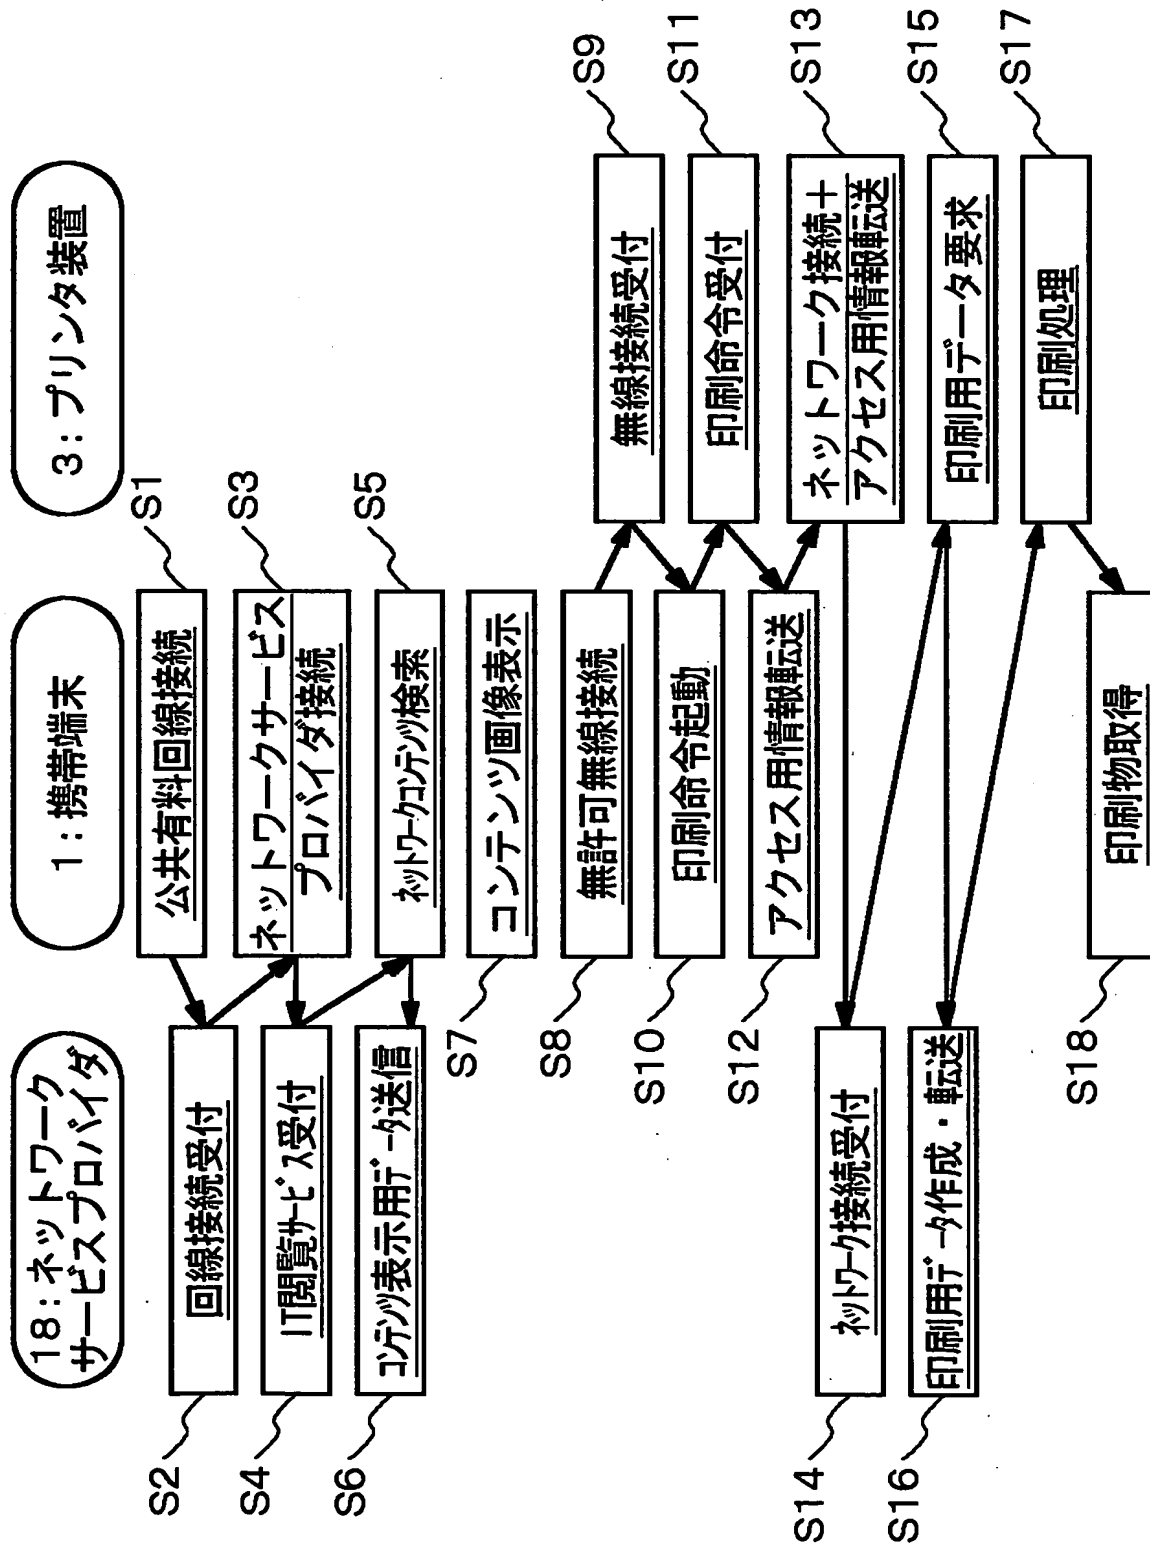 18:ネットワーク
サービスプロバイダ
1:携帯端末
3:プリンタ装置
公共有料回線接続
S1
回線接続受付
S2
ネットワークサービス
プロバイダ接続
S3
IT閲覧サービス受付
S4
ネットワークコンテンツ検索
S5
コンテンツ表示用データ送信
S6
コンテンツ画像表示
S7
無許可無線接続
S8
無線接続受付
S9
印刷命令起動
S10
印刷命令受付
S11
アクセス用情報転送
S12
ネットワーク接続+
アクセス用情報転送
S13
ネットワーク接続受付
S14
印刷用データ要求
S15
印刷用データ作成・転送
S16
印刷処理
S17
印刷物取得
S18